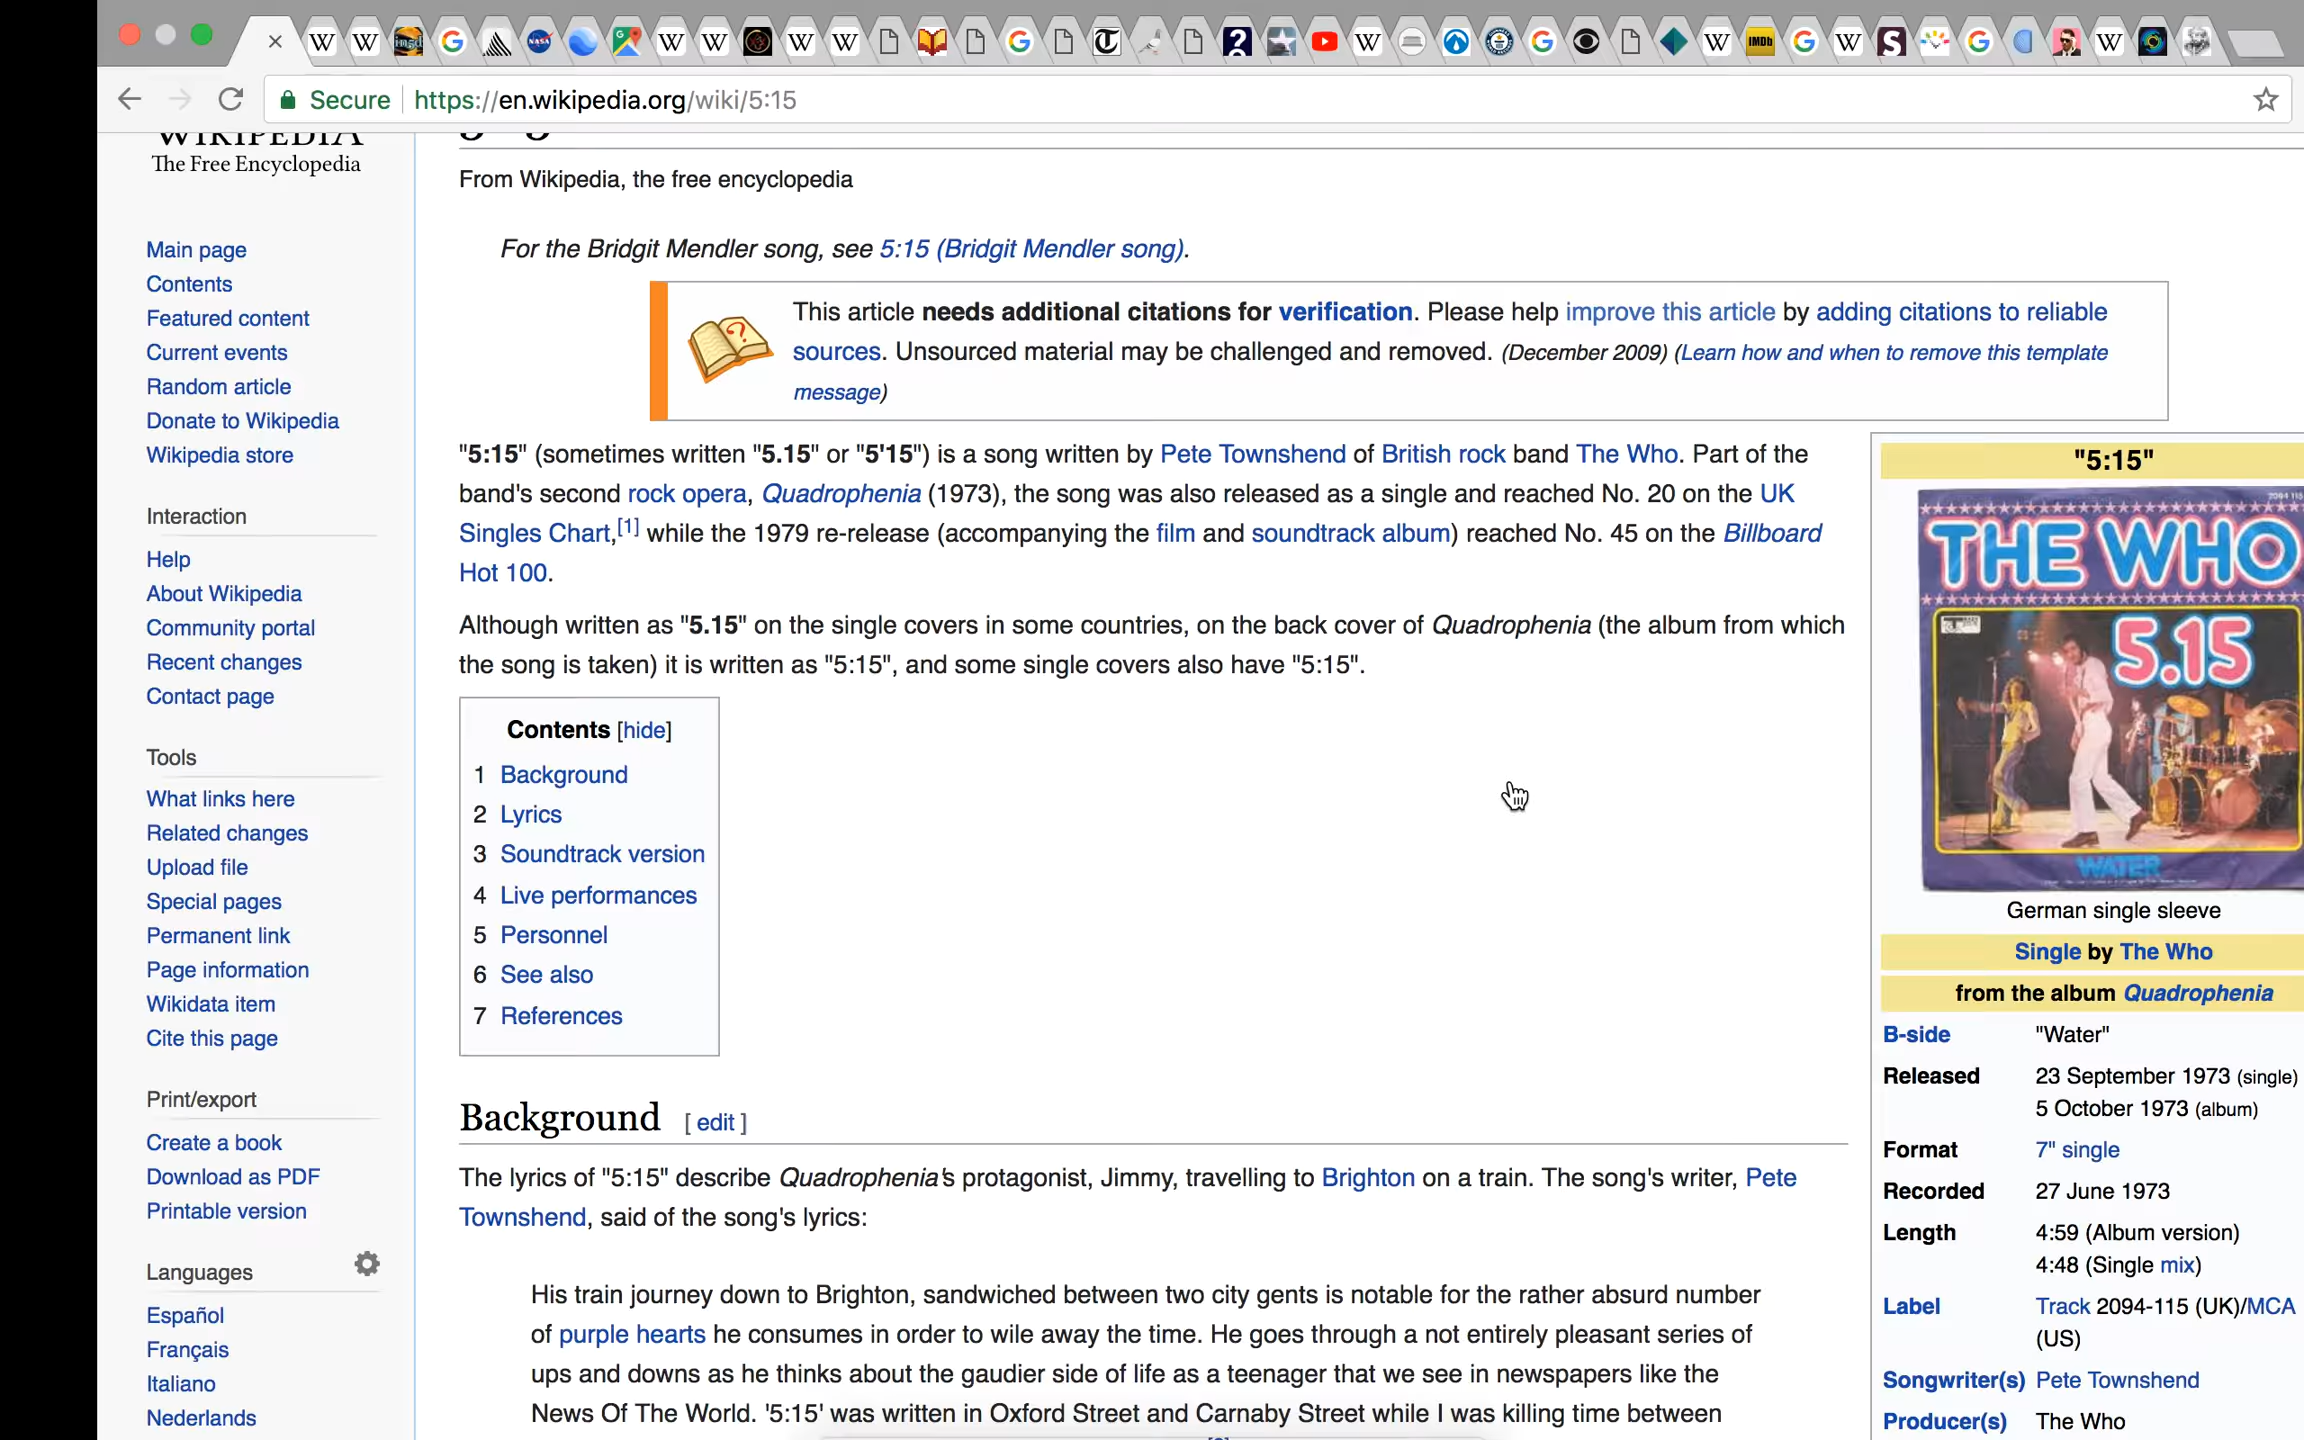 Secure https://en.wikipedia.org/wiki/5:15
WIKIPEDIA
The Free Encyclopedia
Main page
Contents
Featured content
Current events
Random article
Donate to Wikipedia
Wikipedia store
Interaction
Help
About Wikipedia
Community portal
Recent changes
Contact page
Tools
What links here
Related changes
Upload file
Special pages
Permanent link
Page information
Wikidata item
Cite this page
Print/export
Create a book
Download as PDF
Printable version
Languages
Español
Français
Italiano
Nederlands
From Wikipedia, the free encyclopedia
For the Bridgit Mendler song, see 5:15 (Bridgit Mendler song).
This article needs additional citations for verification. Please help improve this article by adding citations to reliable
sources. Unsourced material may be challenged and removed. (December 2009) (Learn how and when to remove this template
message)
"5:15" (sometimes written "5.15" or "5'15") is a song written by Pete Townshend of British rock band The Who. Part of the
band's second rock opera, Quadrophenia (1973), the song was also released as a single and reached No. 20 on the UK
Singles Chart,[1] while the 1979 re-release (accompanying the film and soundtrack album) reached No. 45 on the Billboard
Hot 100.
Although written as "5.15" on the single covers in some countries, on the back cover of Quadrophenia (the album from which
the song is taken) it is written as "5:15", and some single covers also have "5:15".
Contents [hide]
1 Background
2 Lyrics
3 Soundtrack version
4 Live performances
5 Personnel
6 See also
7 References
Background [ edit ]
The lyrics of "5:15" describe Quadrophenia's protagonist, Jimmy, travelling to Brighton on a train. The song's writer, Pete
Townshend, said of the song's lyrics:
His train journey down to Brighton, sandwiched between two city gents is notable for the rather absurd number
of purple hearts he consumes in order to wile away the time. He goes through a not entirely pleasant series of
ups and downs as he thinks about the gaudier side of life as a teenager that we see in newspapers like the
News Of The World. '5:15' was written in Oxford Street and Carnaby Street while I was killing time between
"5:15"
2094 115
THE WHO
5.15
WATER
German single sleeve
Single by The Who
from the album Quadrophenia
B-side "Water"
Released 23 September 1973 (single)
5 October 1973 (album)
Format 7" single
Recorded 27 June 1973
Length 4:59 (Album version)
4:48 (Single mix)
Label Track 2094-115 (UK)/MCA
(US)
Songwriter(s) Pete Townshend
Producer(s) The Who